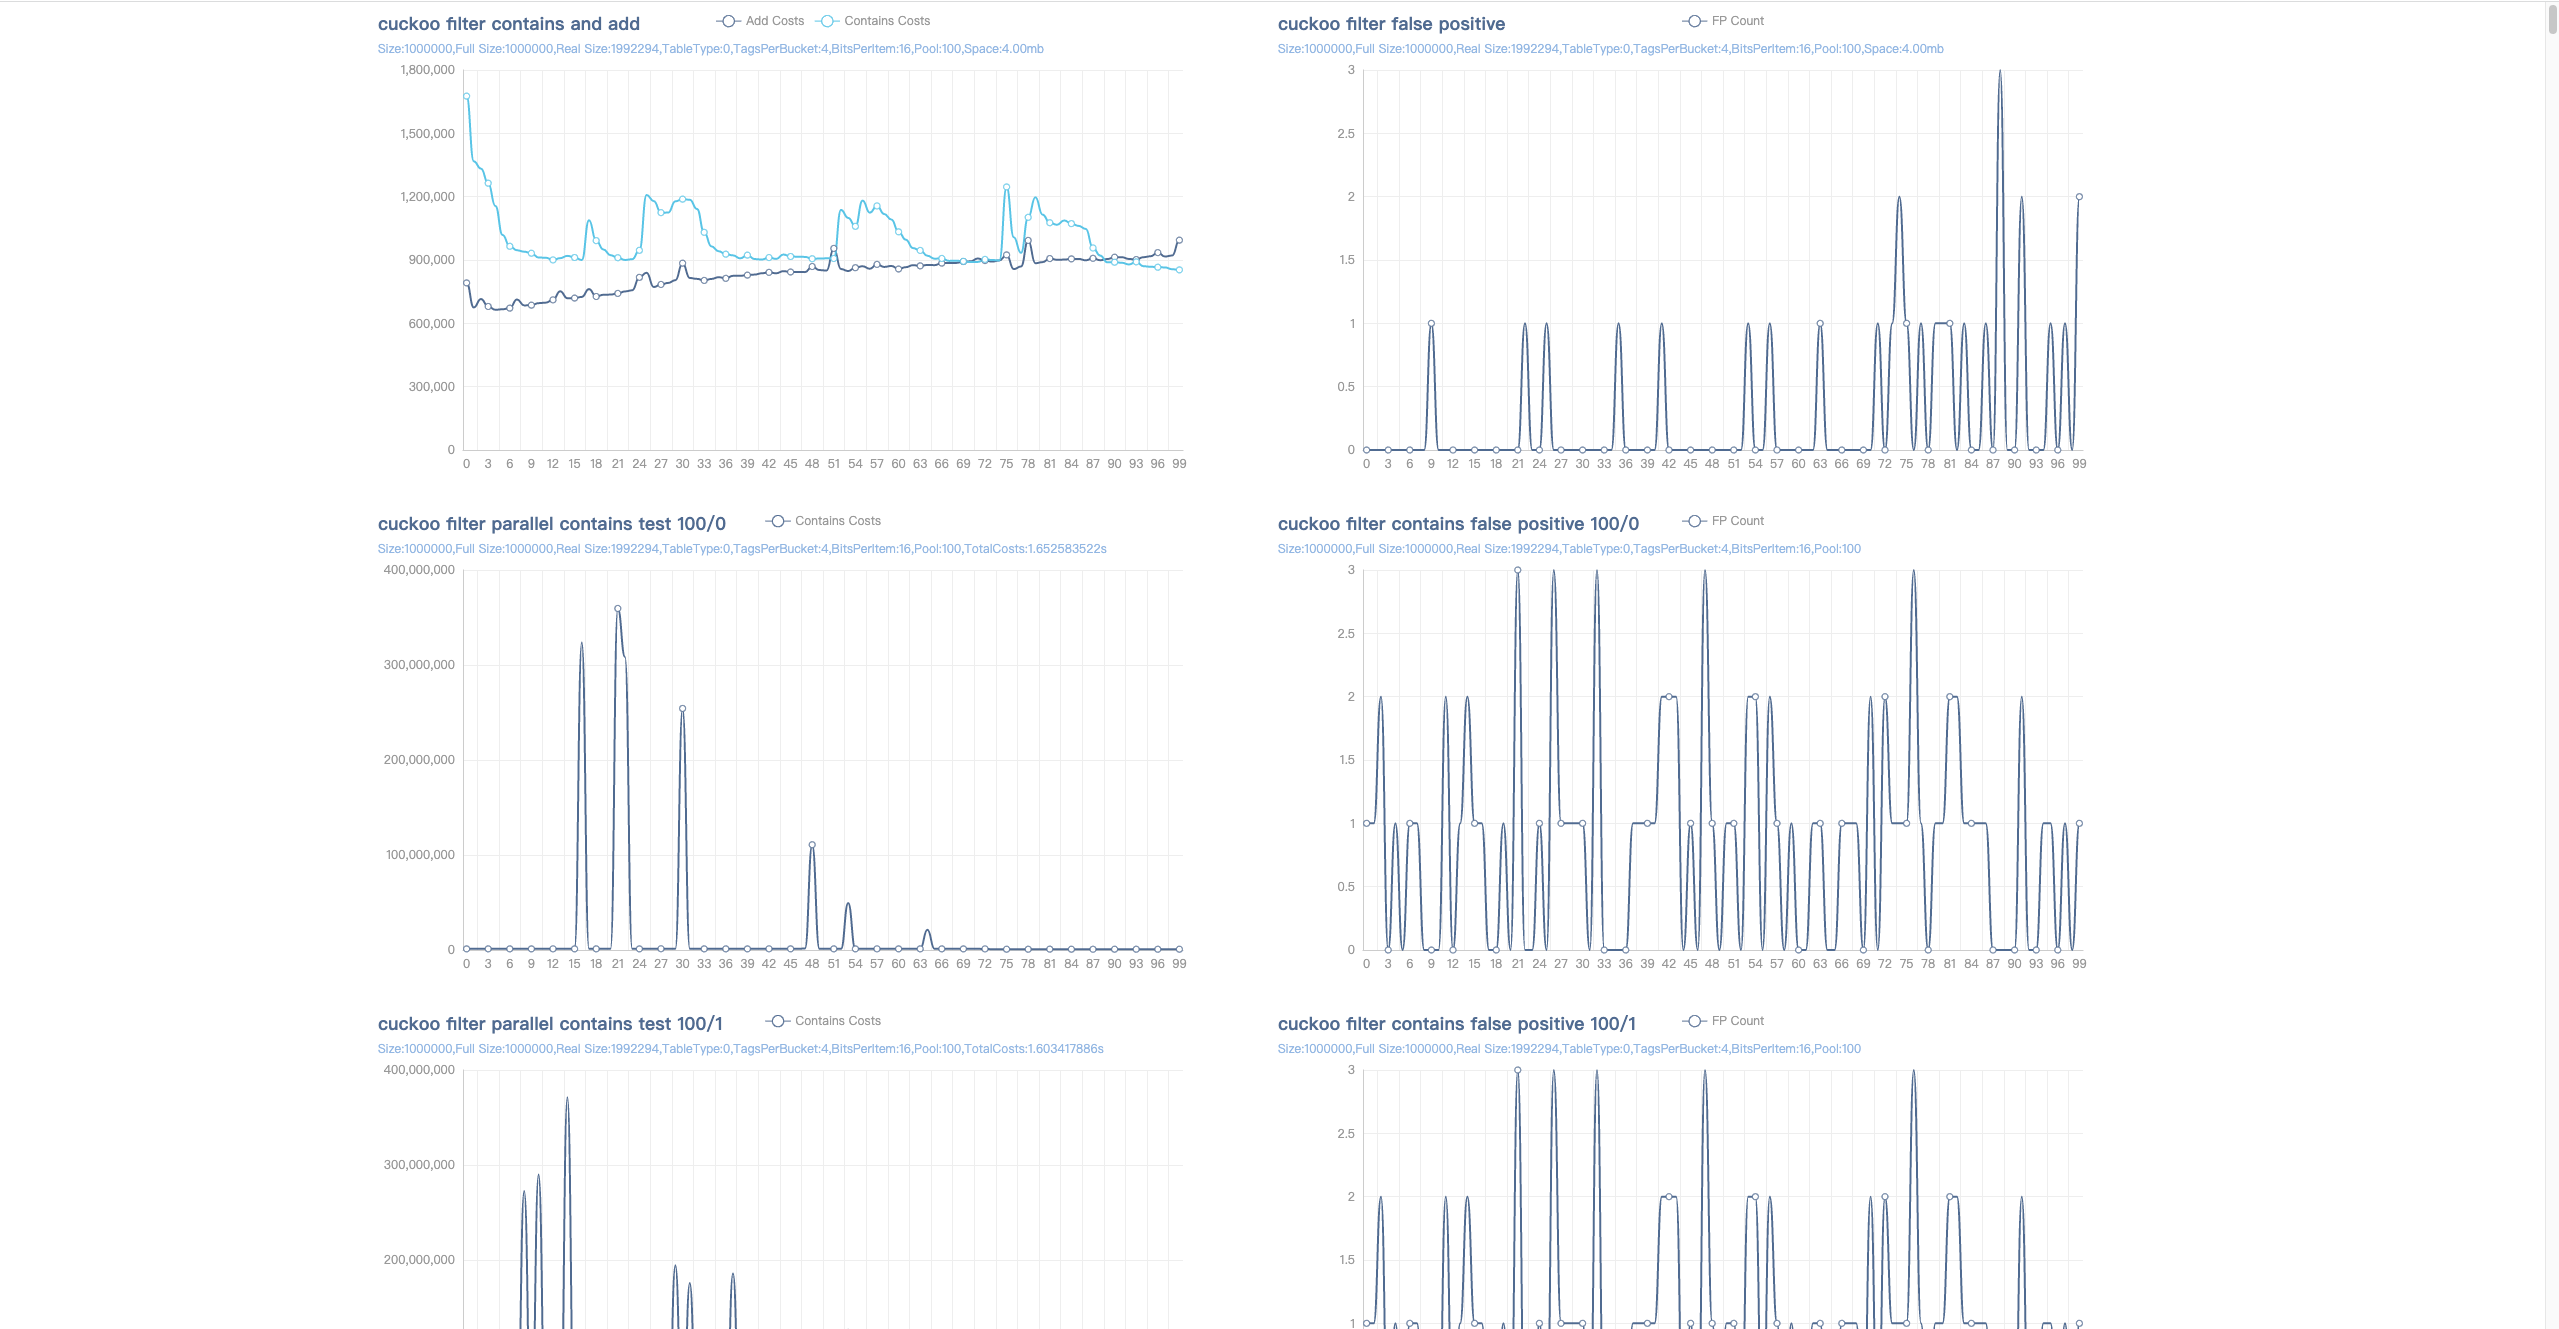 cuckoo filter contains and add
Add Costs Contains Costs
Size:1000000,Full Size:1000000,Real Size:1992294,TableType:0,TagsPerBucket:4,BitsPerItem:16,Pool:100,Space:4.00mb
1,800,000
1,500,000
1,200,000
900,000
600,000
300,000
0
0 3 6 9 12 15 18 21 24 27 30 33 36 39 42 45 48 51 54 57 60 63 66 69 72 75 78 81 84 87 90 93 96 99
cuckoo filter false positive
FP Count
Size:1000000,Full Size:1000000,Real Size:1992294,TableType:0,TagsPerBucket:4,BitsPerItem:16,Pool:100,Space:4.00mb
3
2.5
2
1.5
1
0.5
0
0 3 6 9 12 15 18 21 24 27 30 33 36 39 42 45 48 51 54 57 60 63 66 69 72 75 78 81 84 87 90 93 96 99
cuckoo filter parallel contains test 100/0
Contains Costs
Size:1000000,Full Size:1000000,Real Size:1992294,TableType:0,TagsPerBucket:4,BitsPerItem:16,Pool:100,TotalCosts:1.652583522s
400,000,000
300,000,000
200,000,000
100,000,000
0
0 3 6 9 12 15 18 21 24 27 30 33 36 39 42 45 48 51 54 57 60 63 66 69 72 75 78 81 84 87 90 93 96 99
cuckoo filter contains false positive 100/0
FP Count
Size:1000000,Full Size:1000000,Real Size:1992294,TableType:0,TagsPerBucket:4,BitsPerItem:16,Pool:100
3
2.5
2
1.5
1
0.5
0
0 3 6 9 12 15 18 21 24 27 30 33 36 39 42 45 48 51 54 57 60 63 66 69 72 75 78 81 84 87 90 93 96 99
cuckoo filter parallel contains test 100/1
Contains Costs
Size:1000000,Full Size:1000000,Real Size:1992294,TableType:0,TagsPerBucket:4,BitsPerItem:16,Pool:100,TotalCosts:1.603417886s
400,000,000
300,000,000
200,000,000
cuckoo filter contains false positive 100/1
FP Count
Size:1000000,Full Size:1000000,Real Size:1992294,TableType:0,TagsPerBucket:4,BitsPerItem:16,Pool:100
3
2.5
2
1.5
1